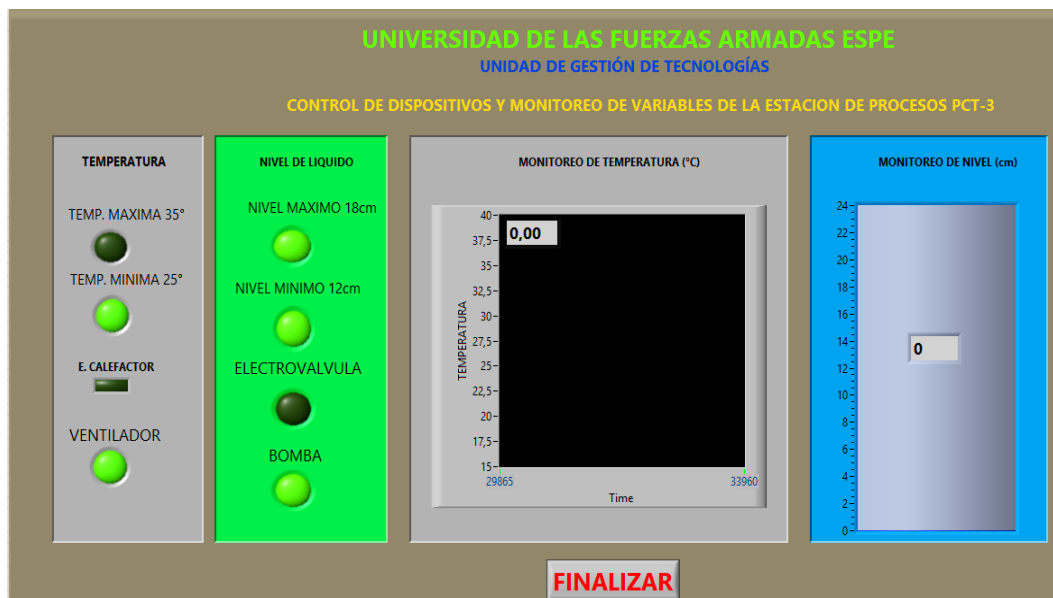 UNIVERSIDAD DE LAS FUERZAS ARMADAS ESPE
UNIDAD DE GESTIÓN DE TECNOLOGÍAS
CONTROL DE DISPOSITIVOS Y MONITOREO DE VARIABLES DE LA ESTACION DE PROCESOS PCT-3
TEMPERATURA
TEMP. MAXIMA 35°
TEMP. MINIMA 25°
E. CALEFACTOR
VENTILADOR
NIVEL DE LIQUIDO
NIVEL MAXIMO 18cm
NIVEL MINIMO 12cm
ELECTROVALVULA
BOMBA
MONITOREO DE TEMPERATURA (°C)
0,00
TEMPERATURA
40
37,5
35
32,5
30
27,5
25
22,5
20
17,5
15
29865
33960
Time
MONITOREO DE NIVEL (cm)
24
22
20
18
16
14
12
10
8
6
4
2
0
0
FINALIZAR